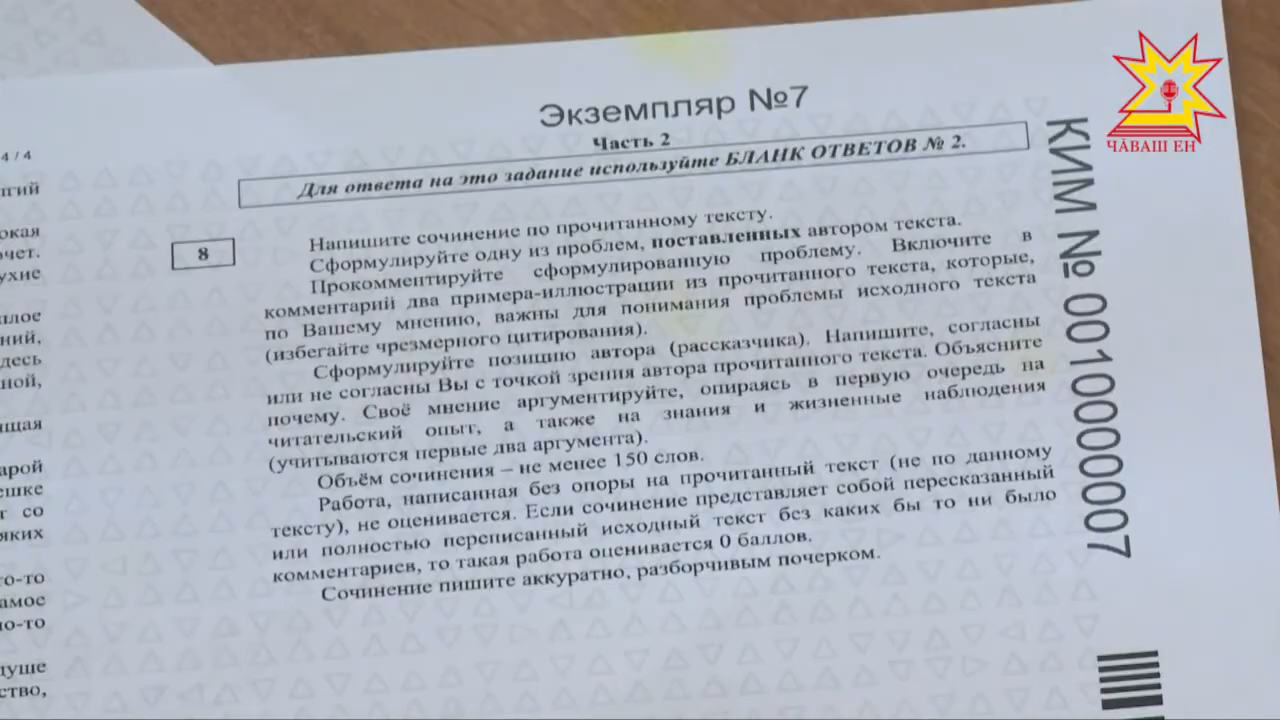 Экземпляр №7
4 / 4
Часть 2
Для ответа на это задание используйте БЛАНК ОТВЕТОВ № 2.
8
Напишите сочинение по прочитанному тексту.
Сформулируйте одну из проблем, поставленных автором текста.
Прокомментируйте сформулированную проблему. Включите в
комментарий два примера-иллюстрации из прочитанного текста, которые,
по Вашему мнению, важны для понимания проблемы исходного текста
(избегайте чрезмерного цитирования).
Сформулируйте позицию автора (рассказчика). Напишите, согласны
или не согласны Вы с точкой зрения автора прочитанного текста. Объясните
почему. Своё мнение аргументируйте, опираясь в первую очередь на
читательский опыт, а также на знания и жизненные наблюдения
(учитываются первые два аргумента).
Объём сочинения – не менее 150 слов.
Работа, написанная без опоры на прочитанный текст (не по данному
тексту), не оценивается. Если сочинение представляет собой пересказанный
или полностью переписанный исходный текст без каких бы то ни было
комментариев, то такая работа оценивается 0 баллов.
Сочинение пишите аккуратно, разборчивым почерком.
КИМ № 0010000007
ЧӐВАШ ЕН